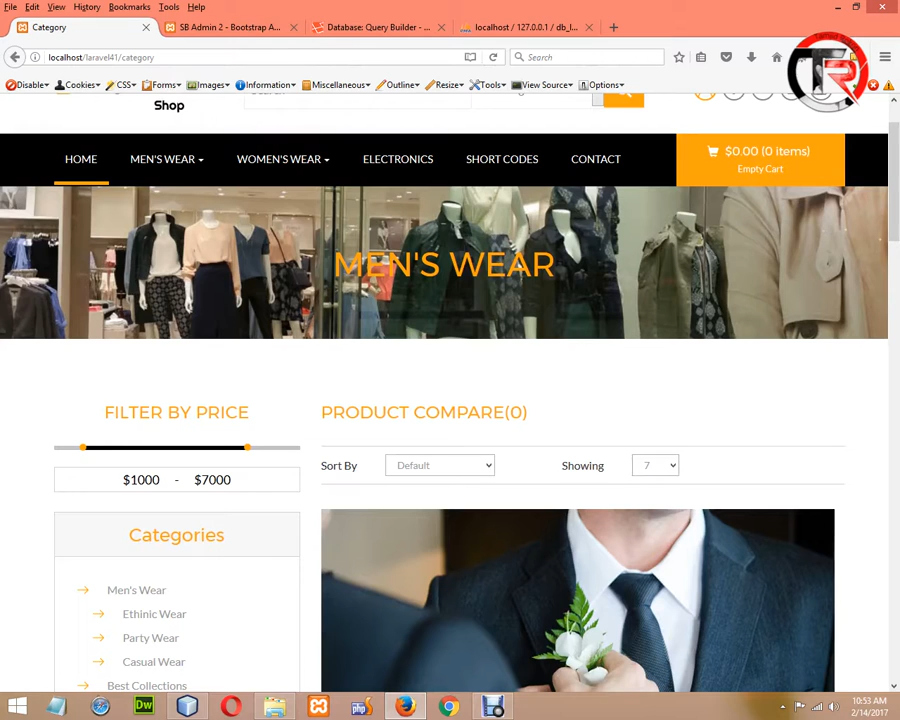 File Edit View History Bookmarks Tools Help
Category
SB Admin 2 - Bootstrap A...
Database: Query Builder - ...
localhost / 127.0.0.1 / db_l...
localhost/laravel41/category
Search
Disable Cookies CSS Forms Images Information Miscellaneous Outline Resize Tools View Source Options
TR
Shop
HOME MEN'S WEAR WOMEN'S WEAR ELECTRONICS SHORT CODES CONTACT
$0.00 (0 items)
Empty Cart
MEN'S WEAR
FILTER BY PRICE
$1000 - $7000
Categories
Men's Wear
Ethinic Wear
Party Wear
Casual Wear
Best Collections
PRODUCT COMPARE(0)
Sort By Default Showing 7
Dw
php
10:53 AM
2/14/2017